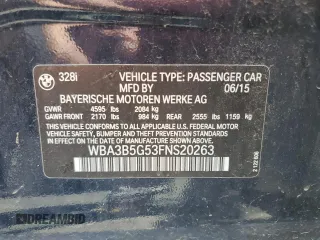 328i VEHICLE TYPE: PASSENGER CAR
MFD BY 06/15
BAYERISCHE MOTOREN WERKE AG
GVWR 4595 lbs 2084 kg
GAWR FRONT 2170 lbs 984 kg REAR 2555 lbs 1159 kg
THIS VEHICLE CONFORMS TO ALL APPLICABLE U.S. FEDERAL MOTOR
VEHICLE SAFETY, BUMPER AND THEFT PREVENTION STANDARDS
IN EFFECT ON THE DATE OF MANUFACTURE SHOWN ABOVE.
WBA3B5G53FNS20263
DREAMBID